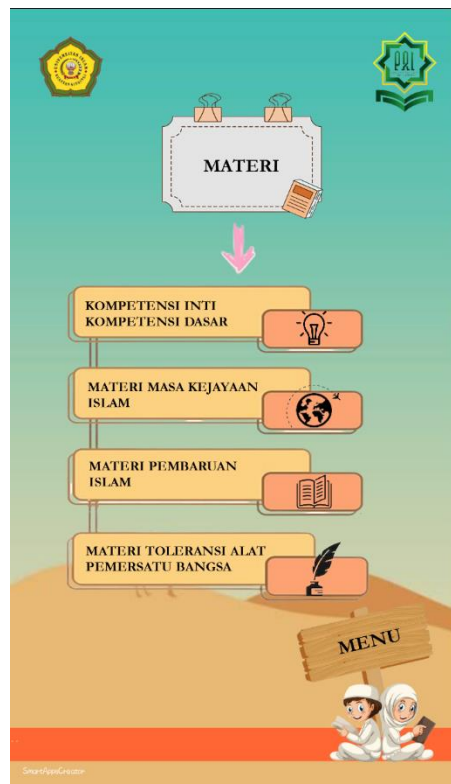 PAI
MATERI
KOMPETENSI INTI
KOMPETENSI DASAR
MATERI MASA KEJAYAAN
ISLAM
MATERI PEMBARUAN
ISLAM
MATERI TOLERANSI ALAT
PEMERSATU BANGSA
MENU
SmartAppsCreator